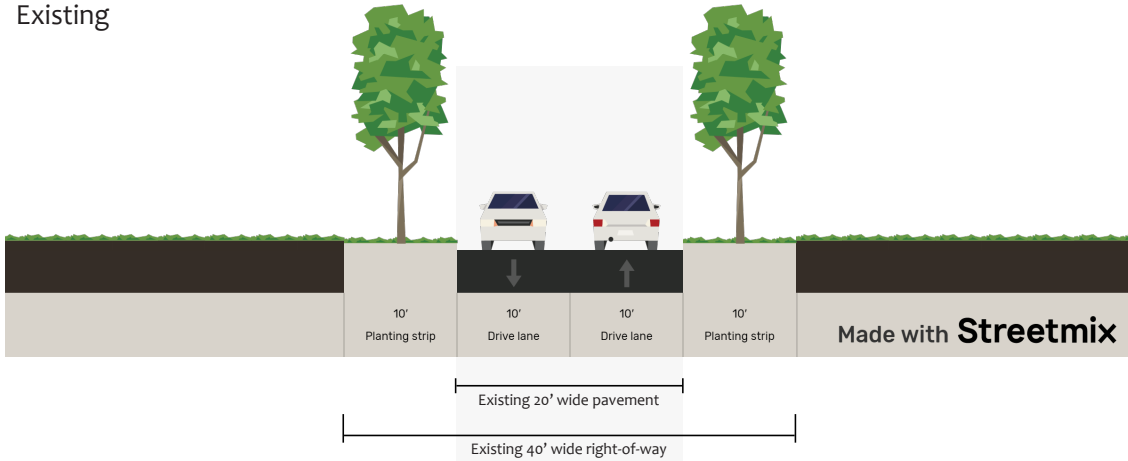 Existing
10'
Planting strip
10'
Drive lane
10'
Drive lane
10'
Planting strip
Made with Streetmix
Existing 20’ wide pavement
Existing 40’ wide right-of-way